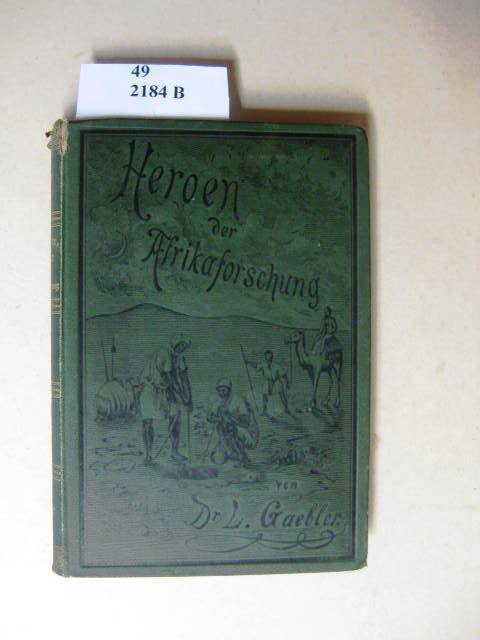 49
2184 B
Heroen
der
Afrikaforschung
von
Dr. L. Gaebler.